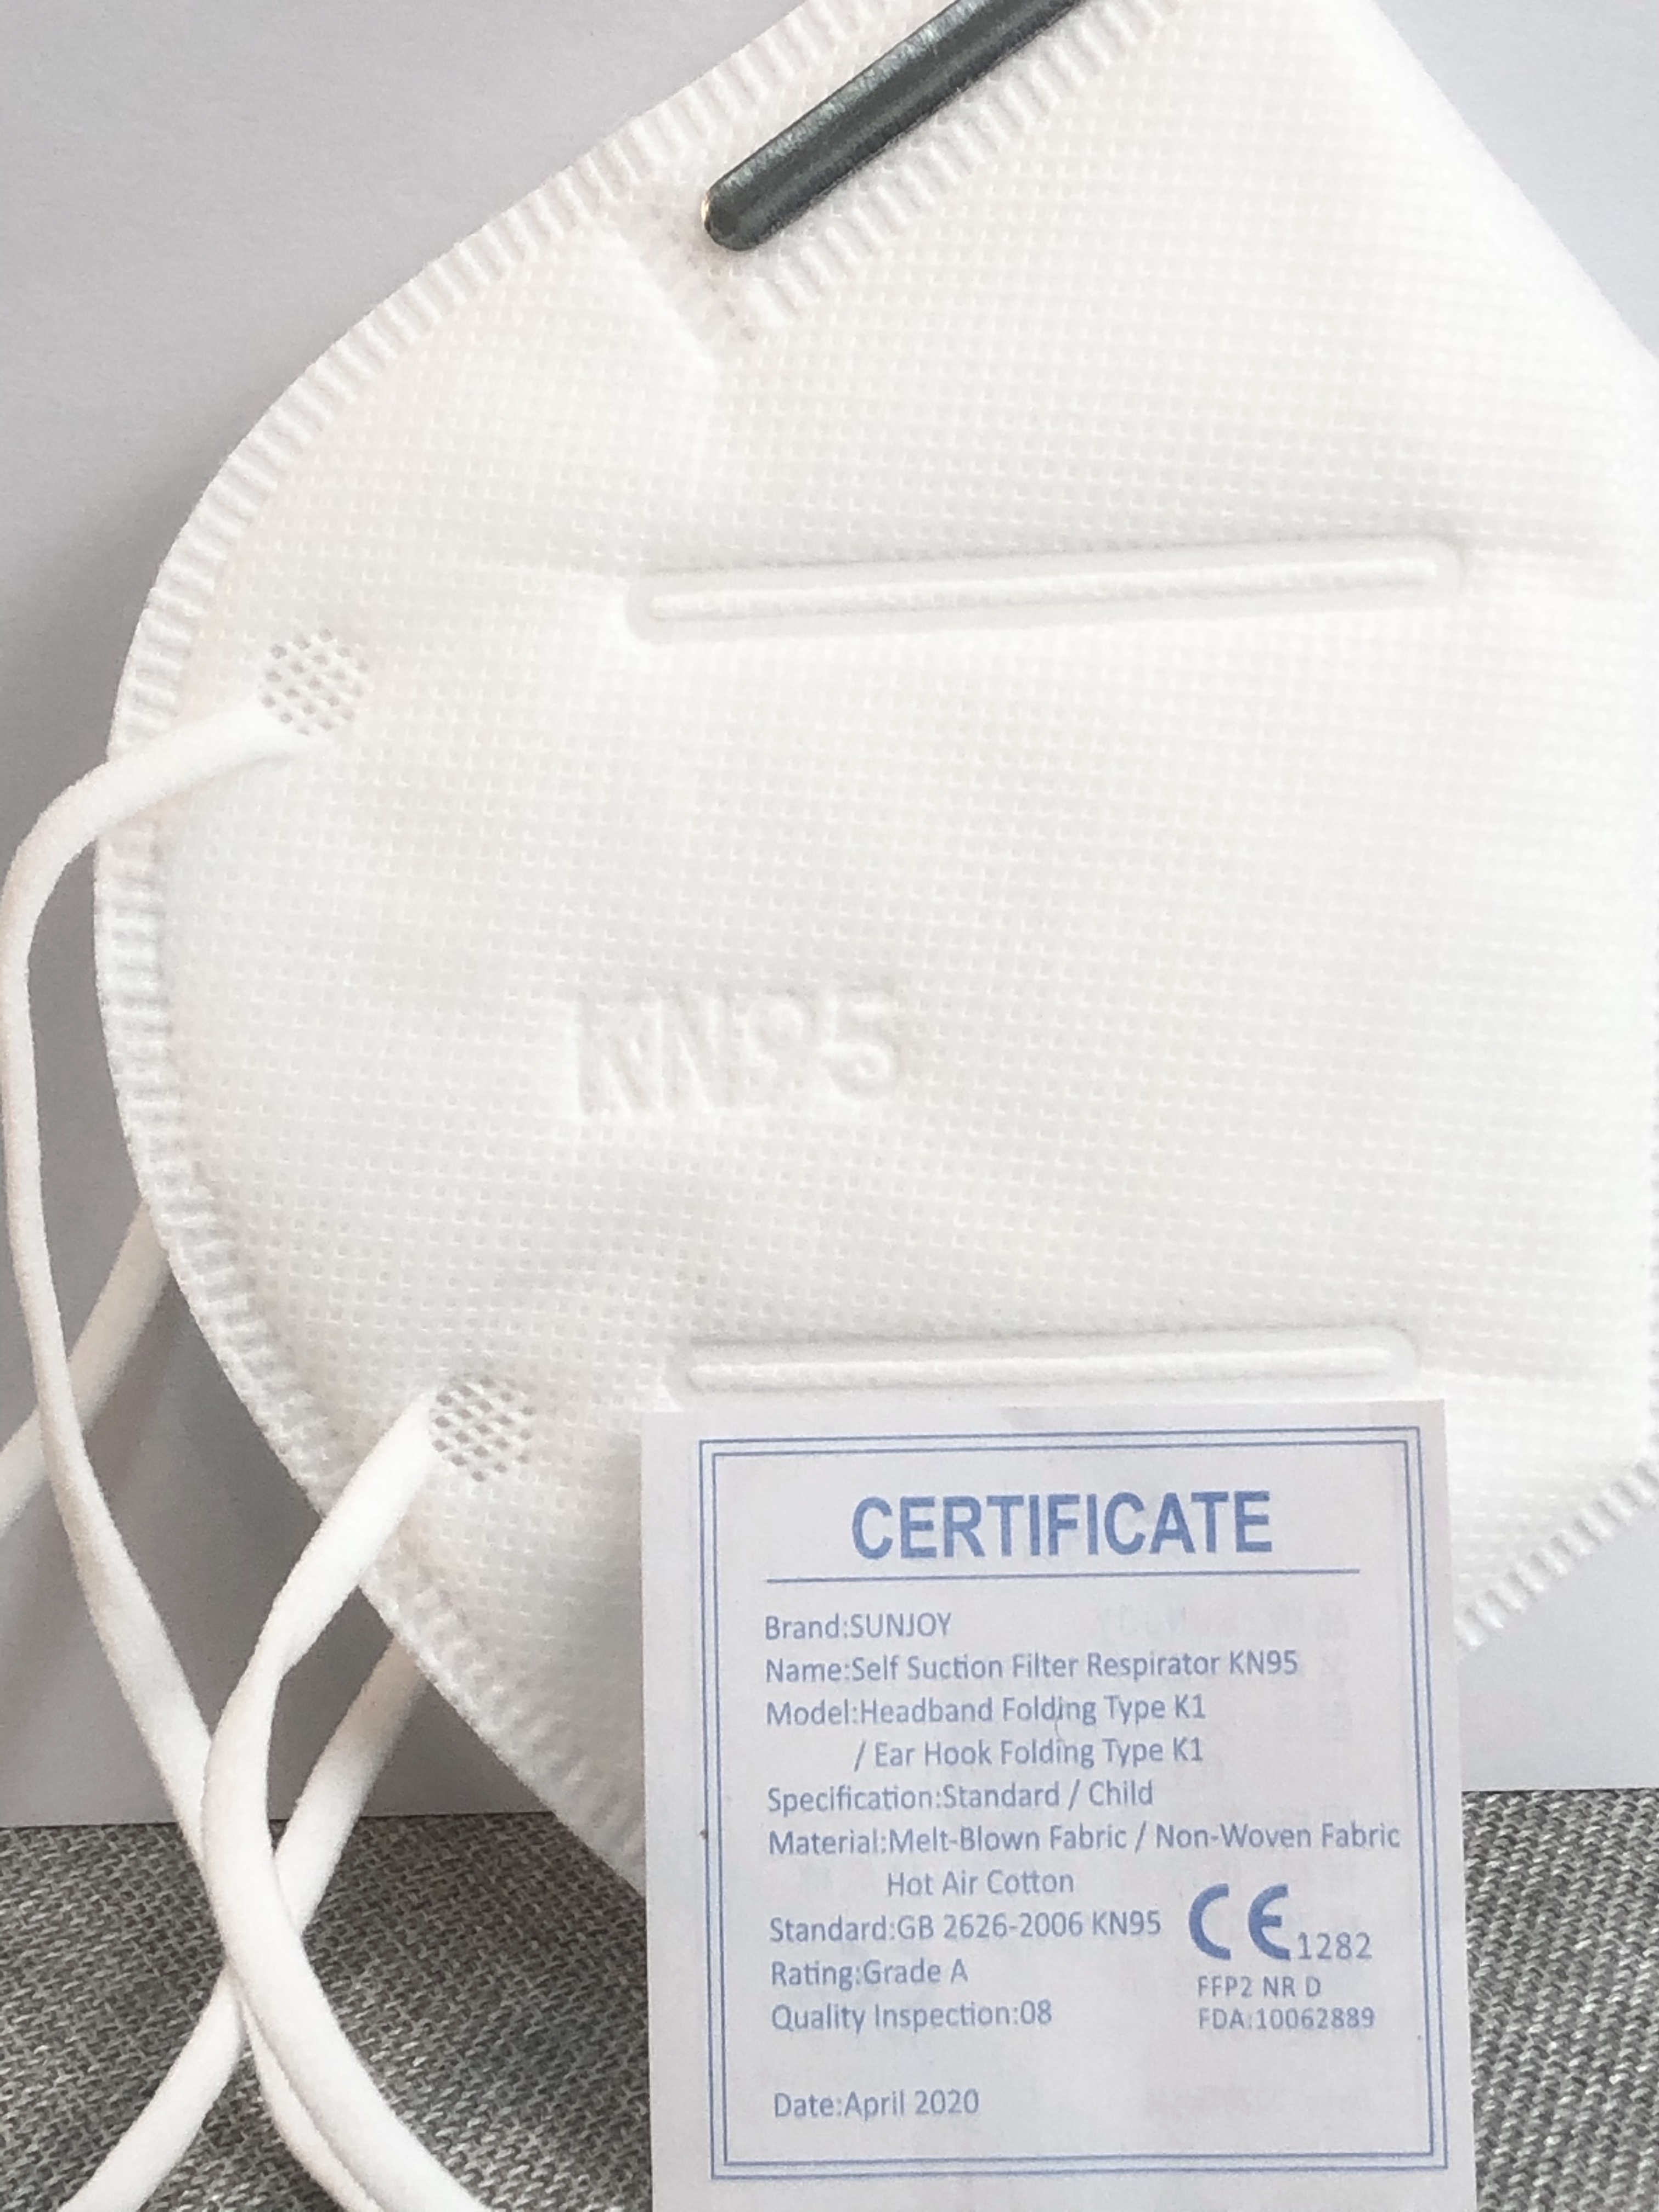 KN95
CERTIFICATE
Brand:SUNJOY
Name:Self Suction Filter Respirator KN95
Model:Headband Folding Type K1
/ Ear Hook Folding Type K1
Specification:Standard / Child
Material:Melt-Blown Fabric / Non-Woven Fabric
Hot Air Cotton
Standard:GB 2626-2006 KN95
CE 1282
Rating:Grade A
FFP2 NR D
Quality Inspection:08
FDA:10062889
Date:April 2020